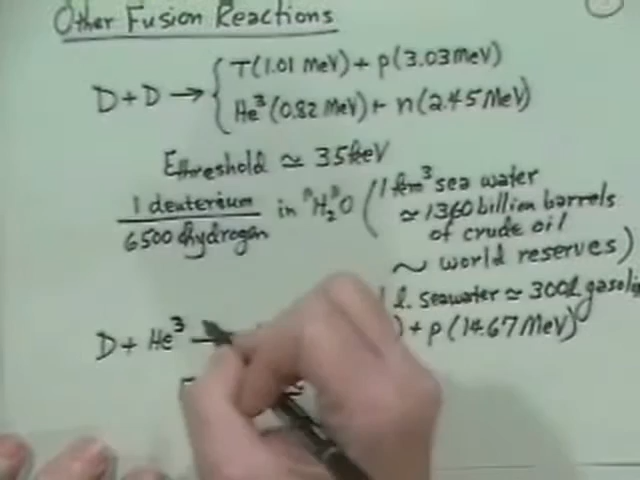 Other Fusion Reactions
D+D → { T(1.01 MeV) + p(3.03 MeV)
He³(0.82 MeV) + n(2.45 MeV)
Ethreshold ≃ 35 keV
1 deuterium
6500 hydrogen
in "H₂"O (1 km³ sea water
≃ 1360 billion barrels
of crude oil
~ world reserves)
l. seawater ≃ 300l gasoli
D + He³ → ) + p(14.67 MeV)